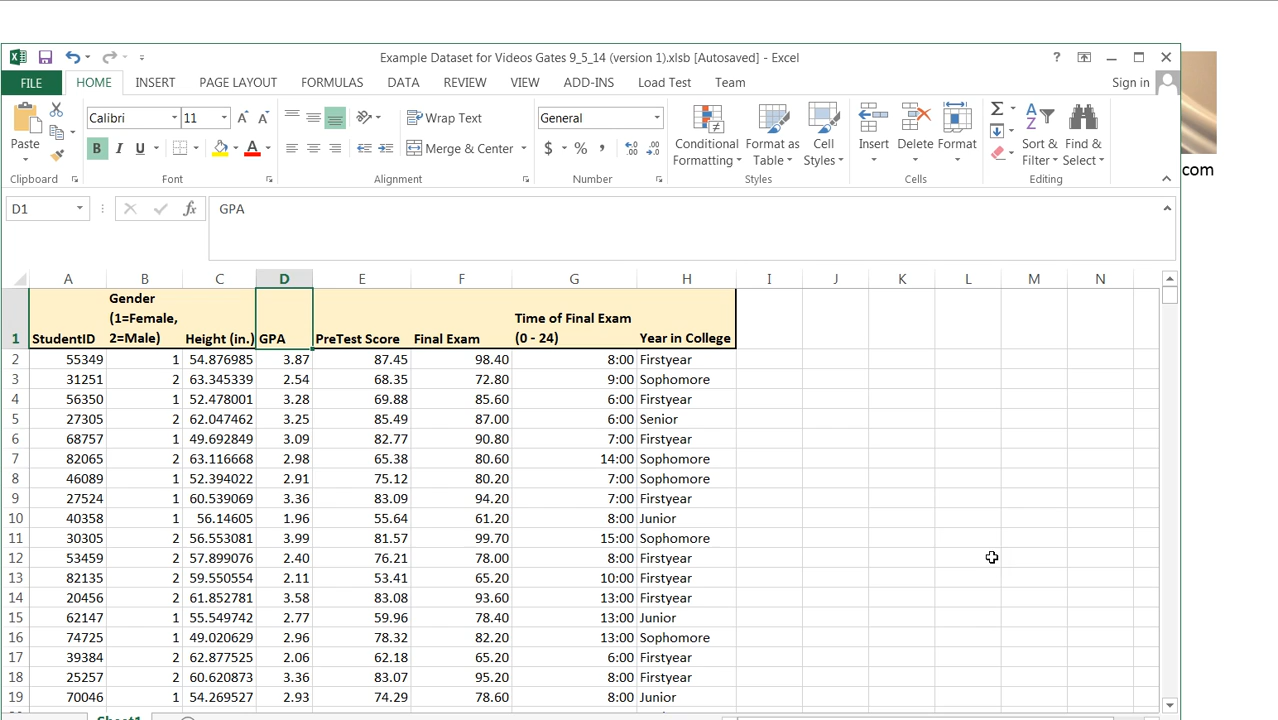 Example Dataset for Videos Gates 9_5_14 (version 1).xlsb [Autosaved] - Excel
FILE HOME INSERT PAGE LAYOUT FORMULAS DATA REVIEW VIEW ADD-INS Load Test Team Sign in
Calibri 11 Wrap Text General
Paste B I U Merge & Center $ % , Conditional Formatting Format as Table Cell Styles Insert Delete Format Sort & Filter Find & Select
Clipboard Font Alignment Number Styles Cells Editing
com
D1 fx GPA
A B C D E F G H I J K L M N
1 StudentID Gender (1=Female, 2=Male) Height (in.) GPA PreTest Score Final Exam Time of Final Exam (0 - 24) Year in College
2 55349 1 54.876985 3.87 87.45 98.40 8:00 Firstyear
3 31251 2 63.345339 2.54 68.35 72.80 9:00 Sophomore
4 56350 1 52.478001 3.28 69.88 85.60 6:00 Firstyear
5 27305 2 62.047462 3.25 85.49 87.00 6:00 Senior
6 68757 1 49.692849 3.09 82.77 90.80 7:00 Firstyear
7 82065 2 63.116668 2.98 65.38 80.60 14:00 Sophomore
8 46089 1 52.394022 2.91 75.12 80.20 7:00 Sophomore
9 27524 1 60.539069 3.36 83.09 94.20 7:00 Firstyear
10 40358 1 56.14605 1.96 55.64 61.20 8:00 Junior
11 30305 2 56.553081 3.99 81.57 99.70 15:00 Sophomore
12 53459 2 57.899076 2.40 76.21 78.00 8:00 Firstyear
13 82135 2 59.550554 2.11 53.41 65.20 10:00 Firstyear
14 20456 2 61.852781 3.58 83.08 93.60 13:00 Firstyear
15 62147 1 55.549742 2.77 59.96 78.40 13:00 Junior
16 74725 1 49.020629 2.96 78.32 82.20 13:00 Sophomore
17 39384 2 62.877525 2.06 62.18 65.20 6:00 Firstyear
18 25257 2 60.620873 3.36 83.07 95.20 8:00 Firstyear
19 70046 1 54.269527 2.93 74.29 78.60 8:00 Junior
Sheet1